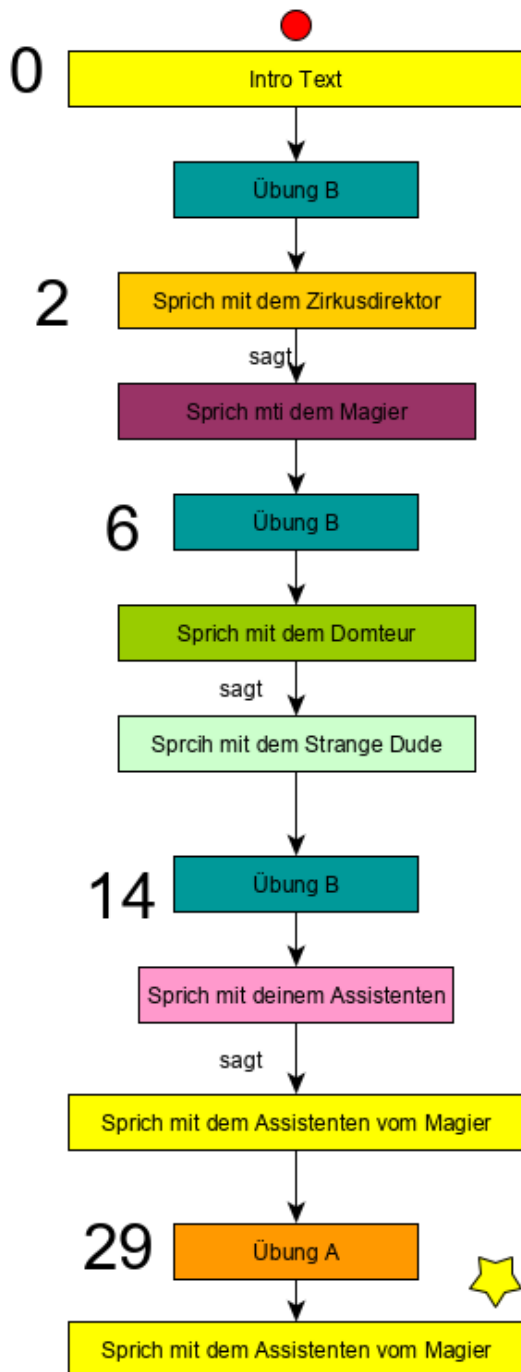 0
Intro Text
Übung B
2
Sprich mit dem Zirkusdirektor
sagt
Sprich mti dem Magier
6
Übung B
Sprich mit dem Domteur
sagt
Sprcih mit dem Strange Dude
14
Übung B
Sprich mit deinem Assistenten
sagt
Sprich mit dem Assistenten vom Magier
29
Übung A
Sprich mit dem Assistenten vom Magier